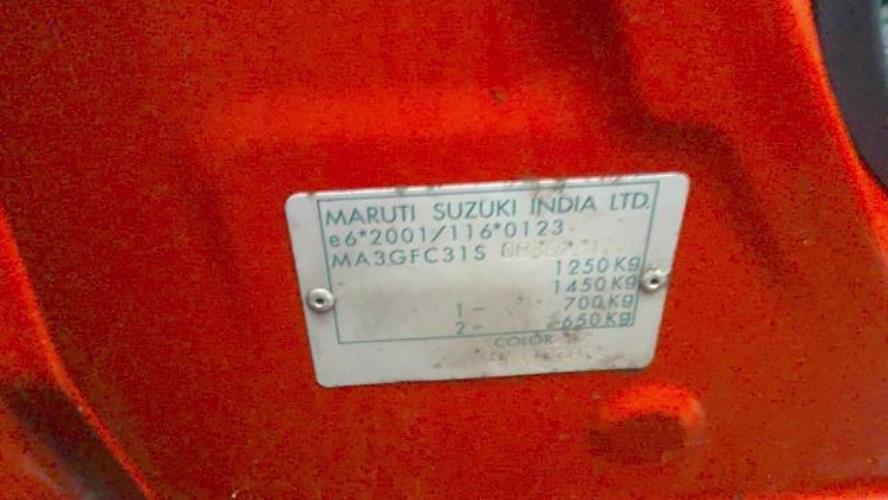 MARUTI SUZUKI INDIA LTD.
e6*2001/116*0123
MA3GFC31S
1250Kg
1450Kg
1- 700Kg
2- 650Kg
COLOR